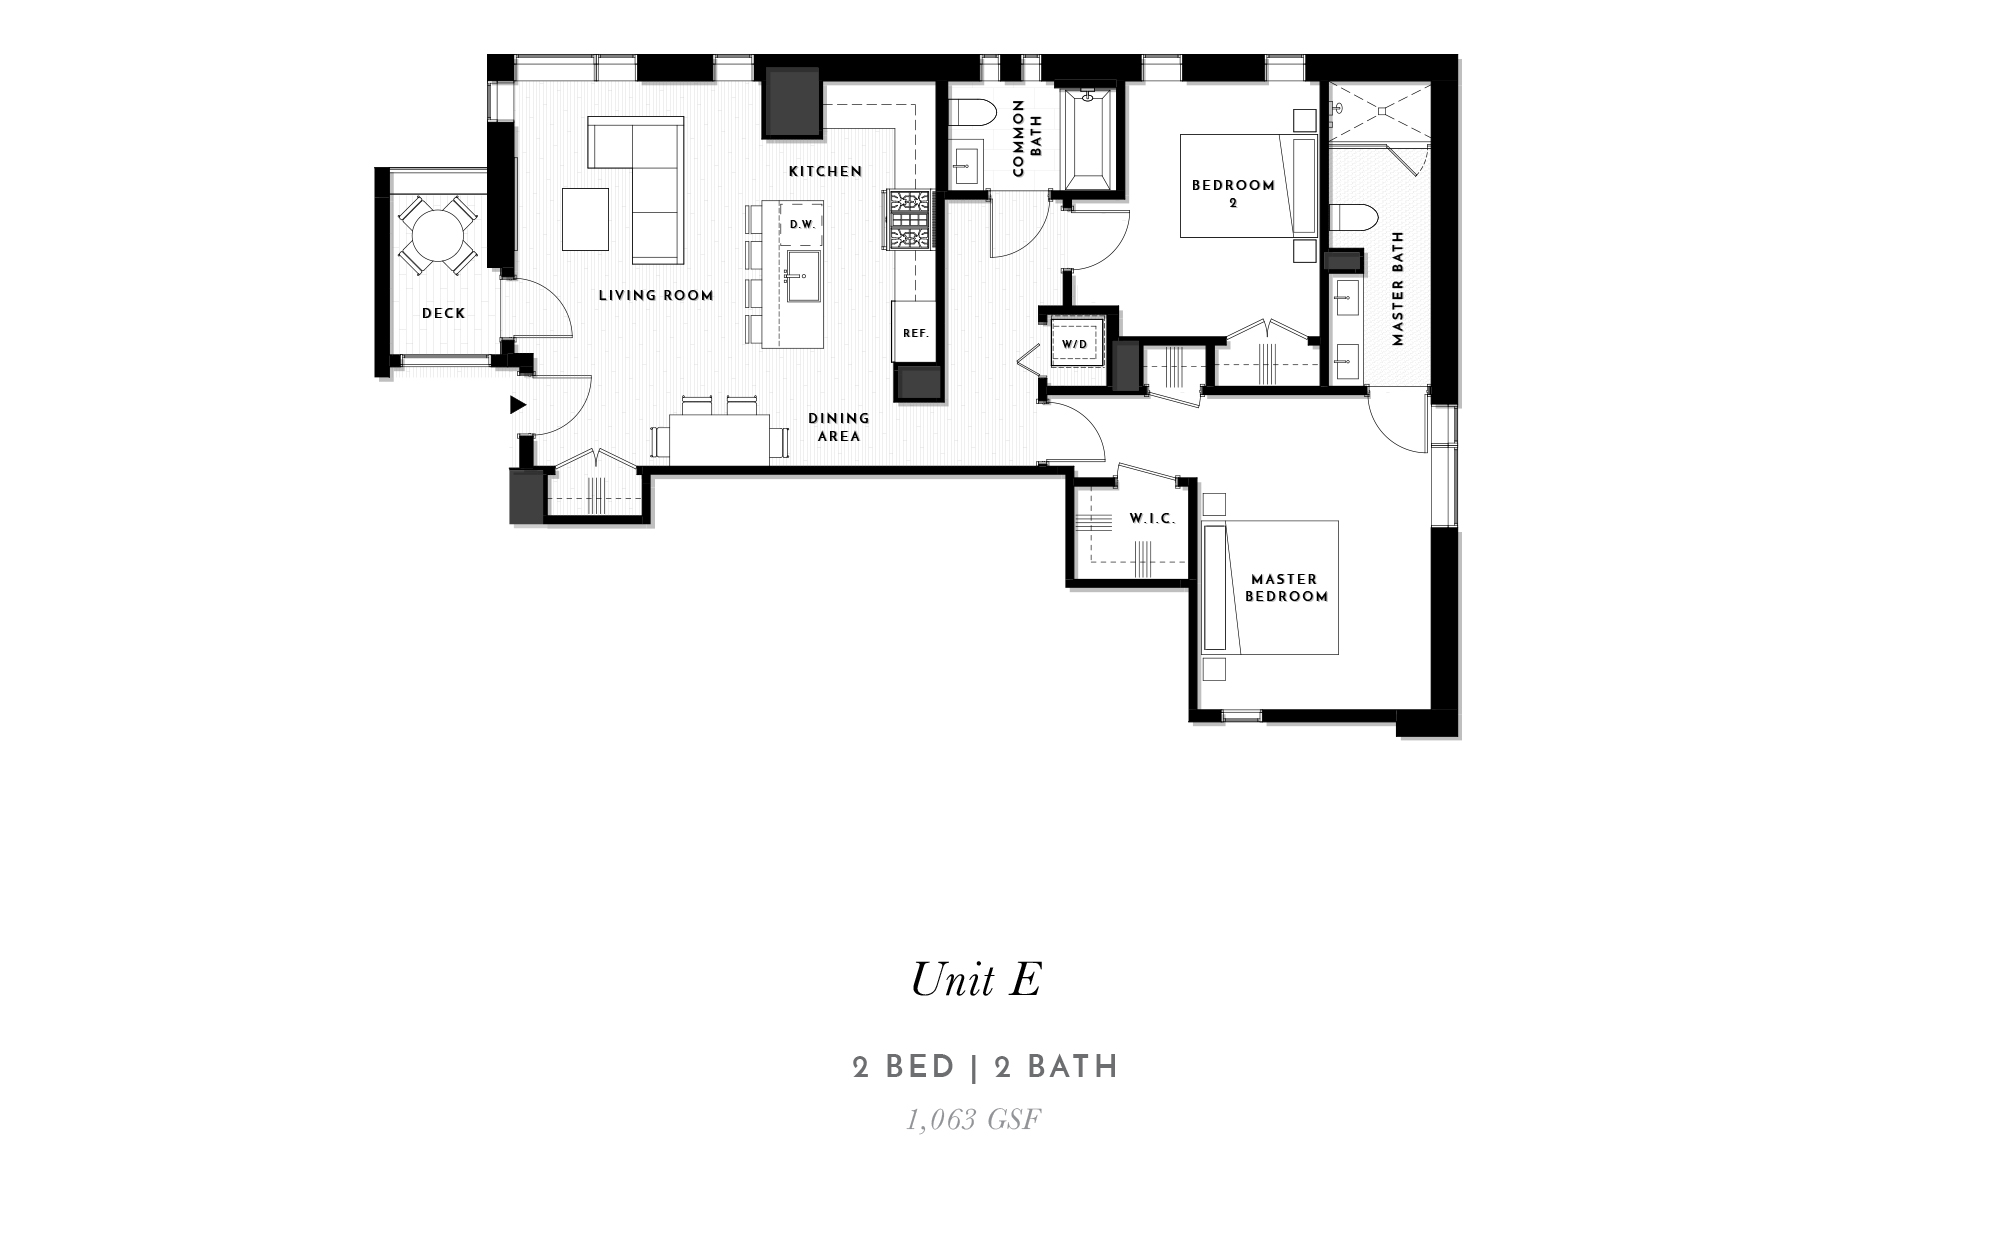 COMMON
BATH
KITCHEN
BEDROOM
2
D.W.
MASTER BATH
LIVING ROOM
DECK
REF.
W/D
DINING
AREA
W.I.C.
MASTER
BEDROOM
Unit E
2 BED | 2 BATH
1,063 GSF